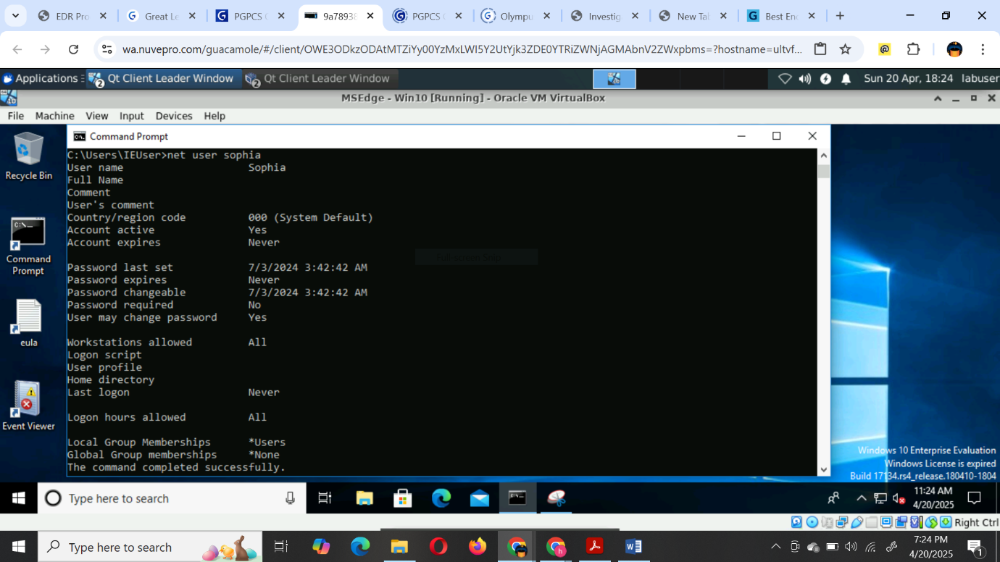 EDR Pro
Great Le
PGPCS C
9a7893
PGPCS C
Olympu
Investig
New Tab
Best End
wa.nuvepro.com/guacamole/#/client/OWE3ODkzODAtMTZiYy00YzMxLWI5Y2UtYjk3ZDE0YTRiZWNjAGMAbnV2ZWxpbms=?hostname=ultvf...
Applications
Qt Client Leader Window
Qt Client Leader Window
Sun 20 Apr, 18:24 labuser
MSEdge - Win10 [Running] - Oracle VM VirtualBox
File Machine View Input Devices Help
Recycle Bin
Command Prompt
eula
Event Viewer
Command Prompt
C:\Users\IEUser>net user sophia
User name Sophia
Full Name
Comment
User's comment
Country/region code 000 (System Default)
Account active Yes
Account expires Never
Password last set 7/3/2024 3:42:42 AM
Password expires Never
Password changeable 7/3/2024 3:42:42 AM
Password required No
User may change password Yes
Workstations allowed All
Logon script
User profile
Home directory
Last logon Never
Logon hours allowed All
Local Group Memberships *Users
Global Group memberships *None
The command completed successfully.
Windows 10 Enterprise Evaluation
Windows License is expired
Build 17134.rs4_release.180410-1804
Type here to search
11:24 AM
4/20/2025
Right Ctrl
Type here to search
7:24 PM
4/20/2025
1